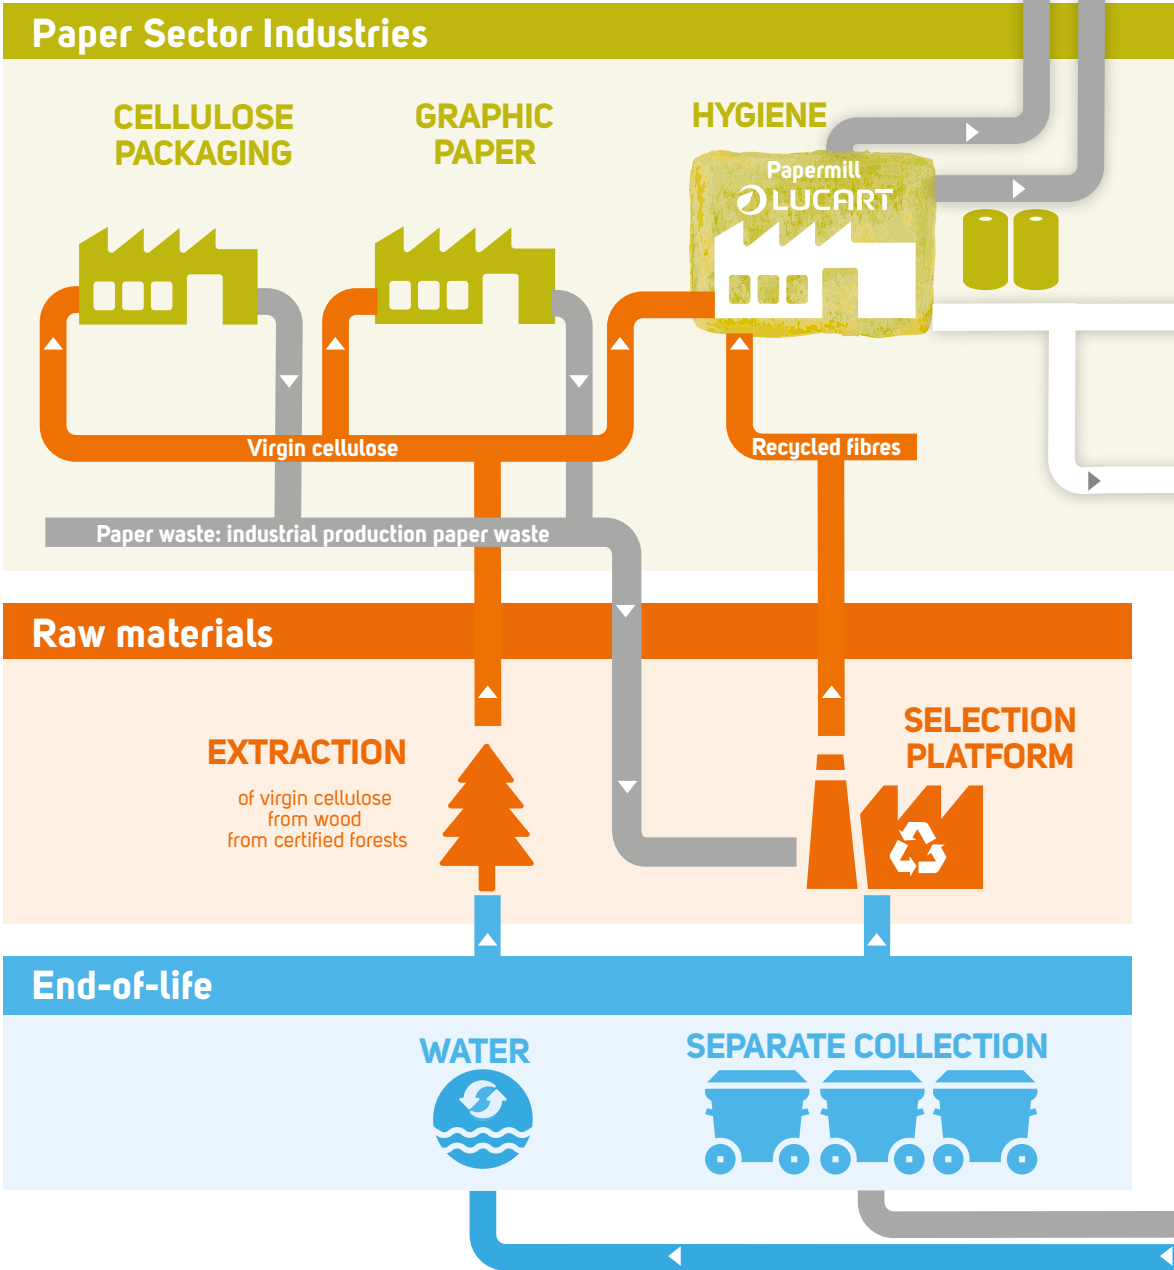 Paper Sector Industries
CELLULOSE
PACKAGING
GRAPHIC
PAPER
HYGIENE
Papermill
LUCART
Virgin cellulose
Recycled fibres
Paper waste: industrial production paper waste
Raw materials
EXTRACTION
of virgin cellulose
from wood
from certified forests
SELECTION
PLATFORM
End-of-life
WATER
SEPARATE COLLECTION